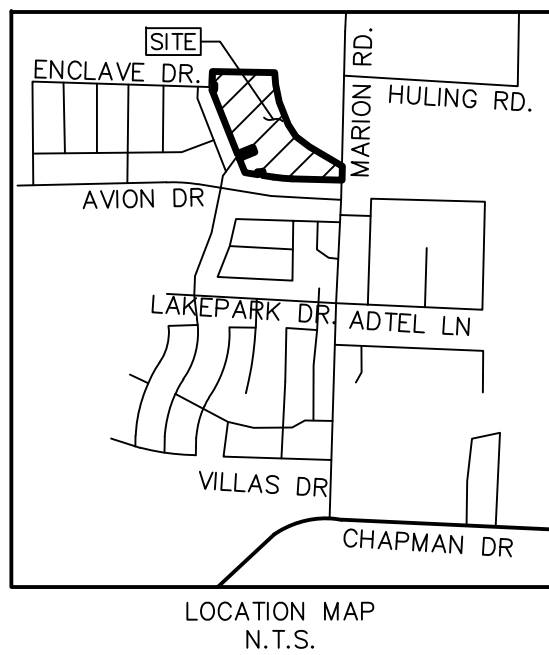 SITE
ENCLAVE DR.
MARION RD.
HULING RD.
AVION DR
LAKEPARK DR.
ADTEL LN
VILLAS DR
CHAPMAN DR
LOCATION MAP
N.T.S.